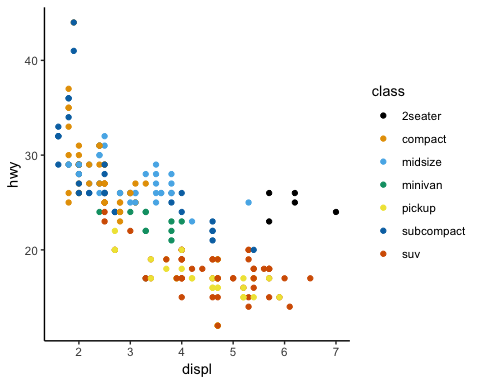 40
30
20
hwy
2
3
4
5
6
7
displ
class
2seater
compact
midsize
minivan
pickup
subcompact
suv